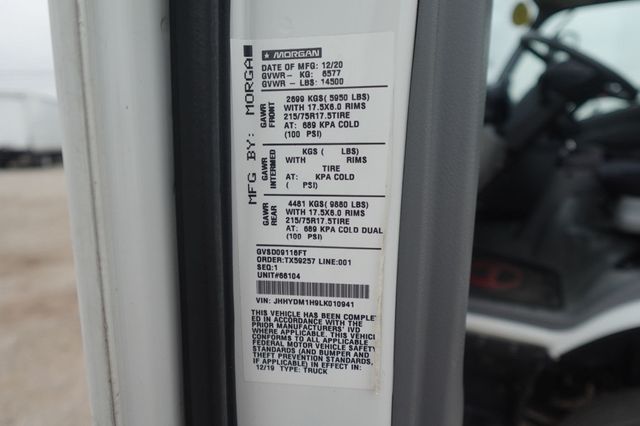 MFG BY: MORGA
MORGAN
DATE OF MFG: 12/20
GVWR - KG: 6577
GVWR - LBS: 14500
GAWR FRONT
2699 KGS( 5950 LBS)
WITH 17.5X6.0 RIMS
215/75R17.5TIRE
AT: 689 KPA COLD
(100 PSI)
GAWR INTERMED
KGS ( LBS)
WITH RIMS
TIRE
AT: KPA COLD
( PSI)
GAWR REAR
4481 KGS( 9880 LBS)
WITH 17.5X6.0 RIMS
215/75R17.5TIRE
AT: 689 KPA COLD DUAL
(100 PSI)
GVSD09116FT
ORDER:TX59257 LINE:001
SEQ:1
UNIT#66104
VIN: JHHYDM1H9LK010941
THIS VEHICLE HAS BEEN COMPLET
ED IN ACCORDANCE WITH THE
PRIOR MANUFACTURERS' IVD
WHERE APPLICABLE. THIS VEHICL
CONFORMS TO ALL APPLICABLE
FEDERAL MOTOR VEHICLE SAFETY
STANDARDS (AND BUMPER AND
THEFT PREVENTION STANDARDS,
IF APPLICABLE) IN EFFECT IN:
12/19 TYPE: TRUCK